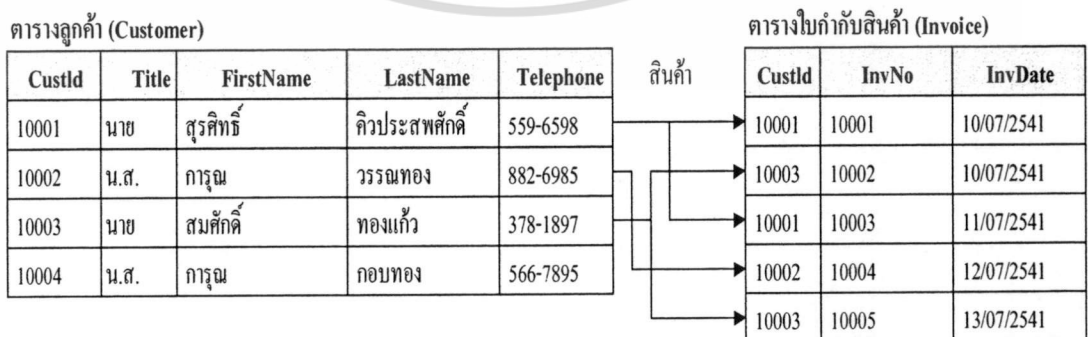 ตารางลูกค้า (Customer)
CustId Title FirstName LastName Telephone
10001 นาย สุรศิทธิ์ คิวประสพศักดิ์ 559-6598
10002 น.ส. การุณ วรรณทอง 882-6985
10003 นาย สมศักดิ์ ทองแก้ว 378-1897
10004 น.ส. การุณ กอบทอง 566-7895
สินค้า
ตารางใบกำกับสินค้า (Invoice)
CustId InvNo InvDate
10001 10001 10/07/2541
10003 10002 10/07/2541
10001 10003 11/07/2541
10002 10004 12/07/2541
10003 10005 13/07/2541